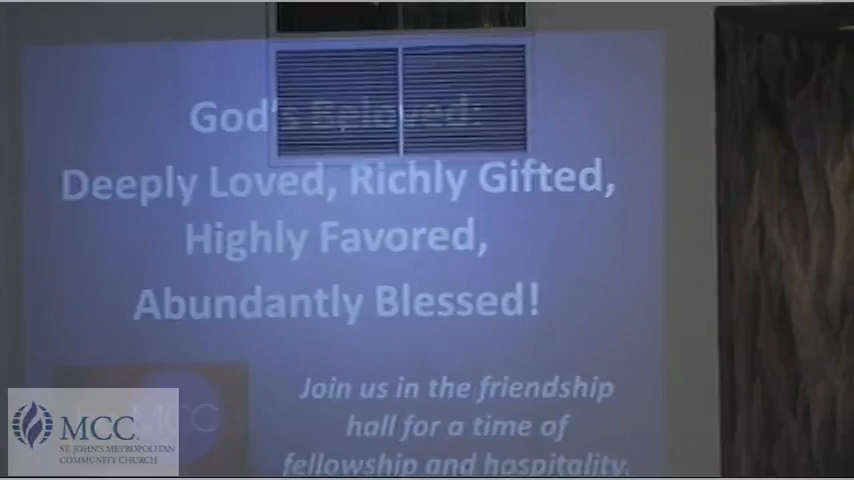 God's Beloved:
Deeply Loved, Richly Gifted,
Highly Favored,
Abundantly Blessed!
Join us in the friendship
hall for a time of
fellowship and hospitality.
MCC
MCC
ST. JOHN'S METROPOLITAN
COMMUNITY CHURCH